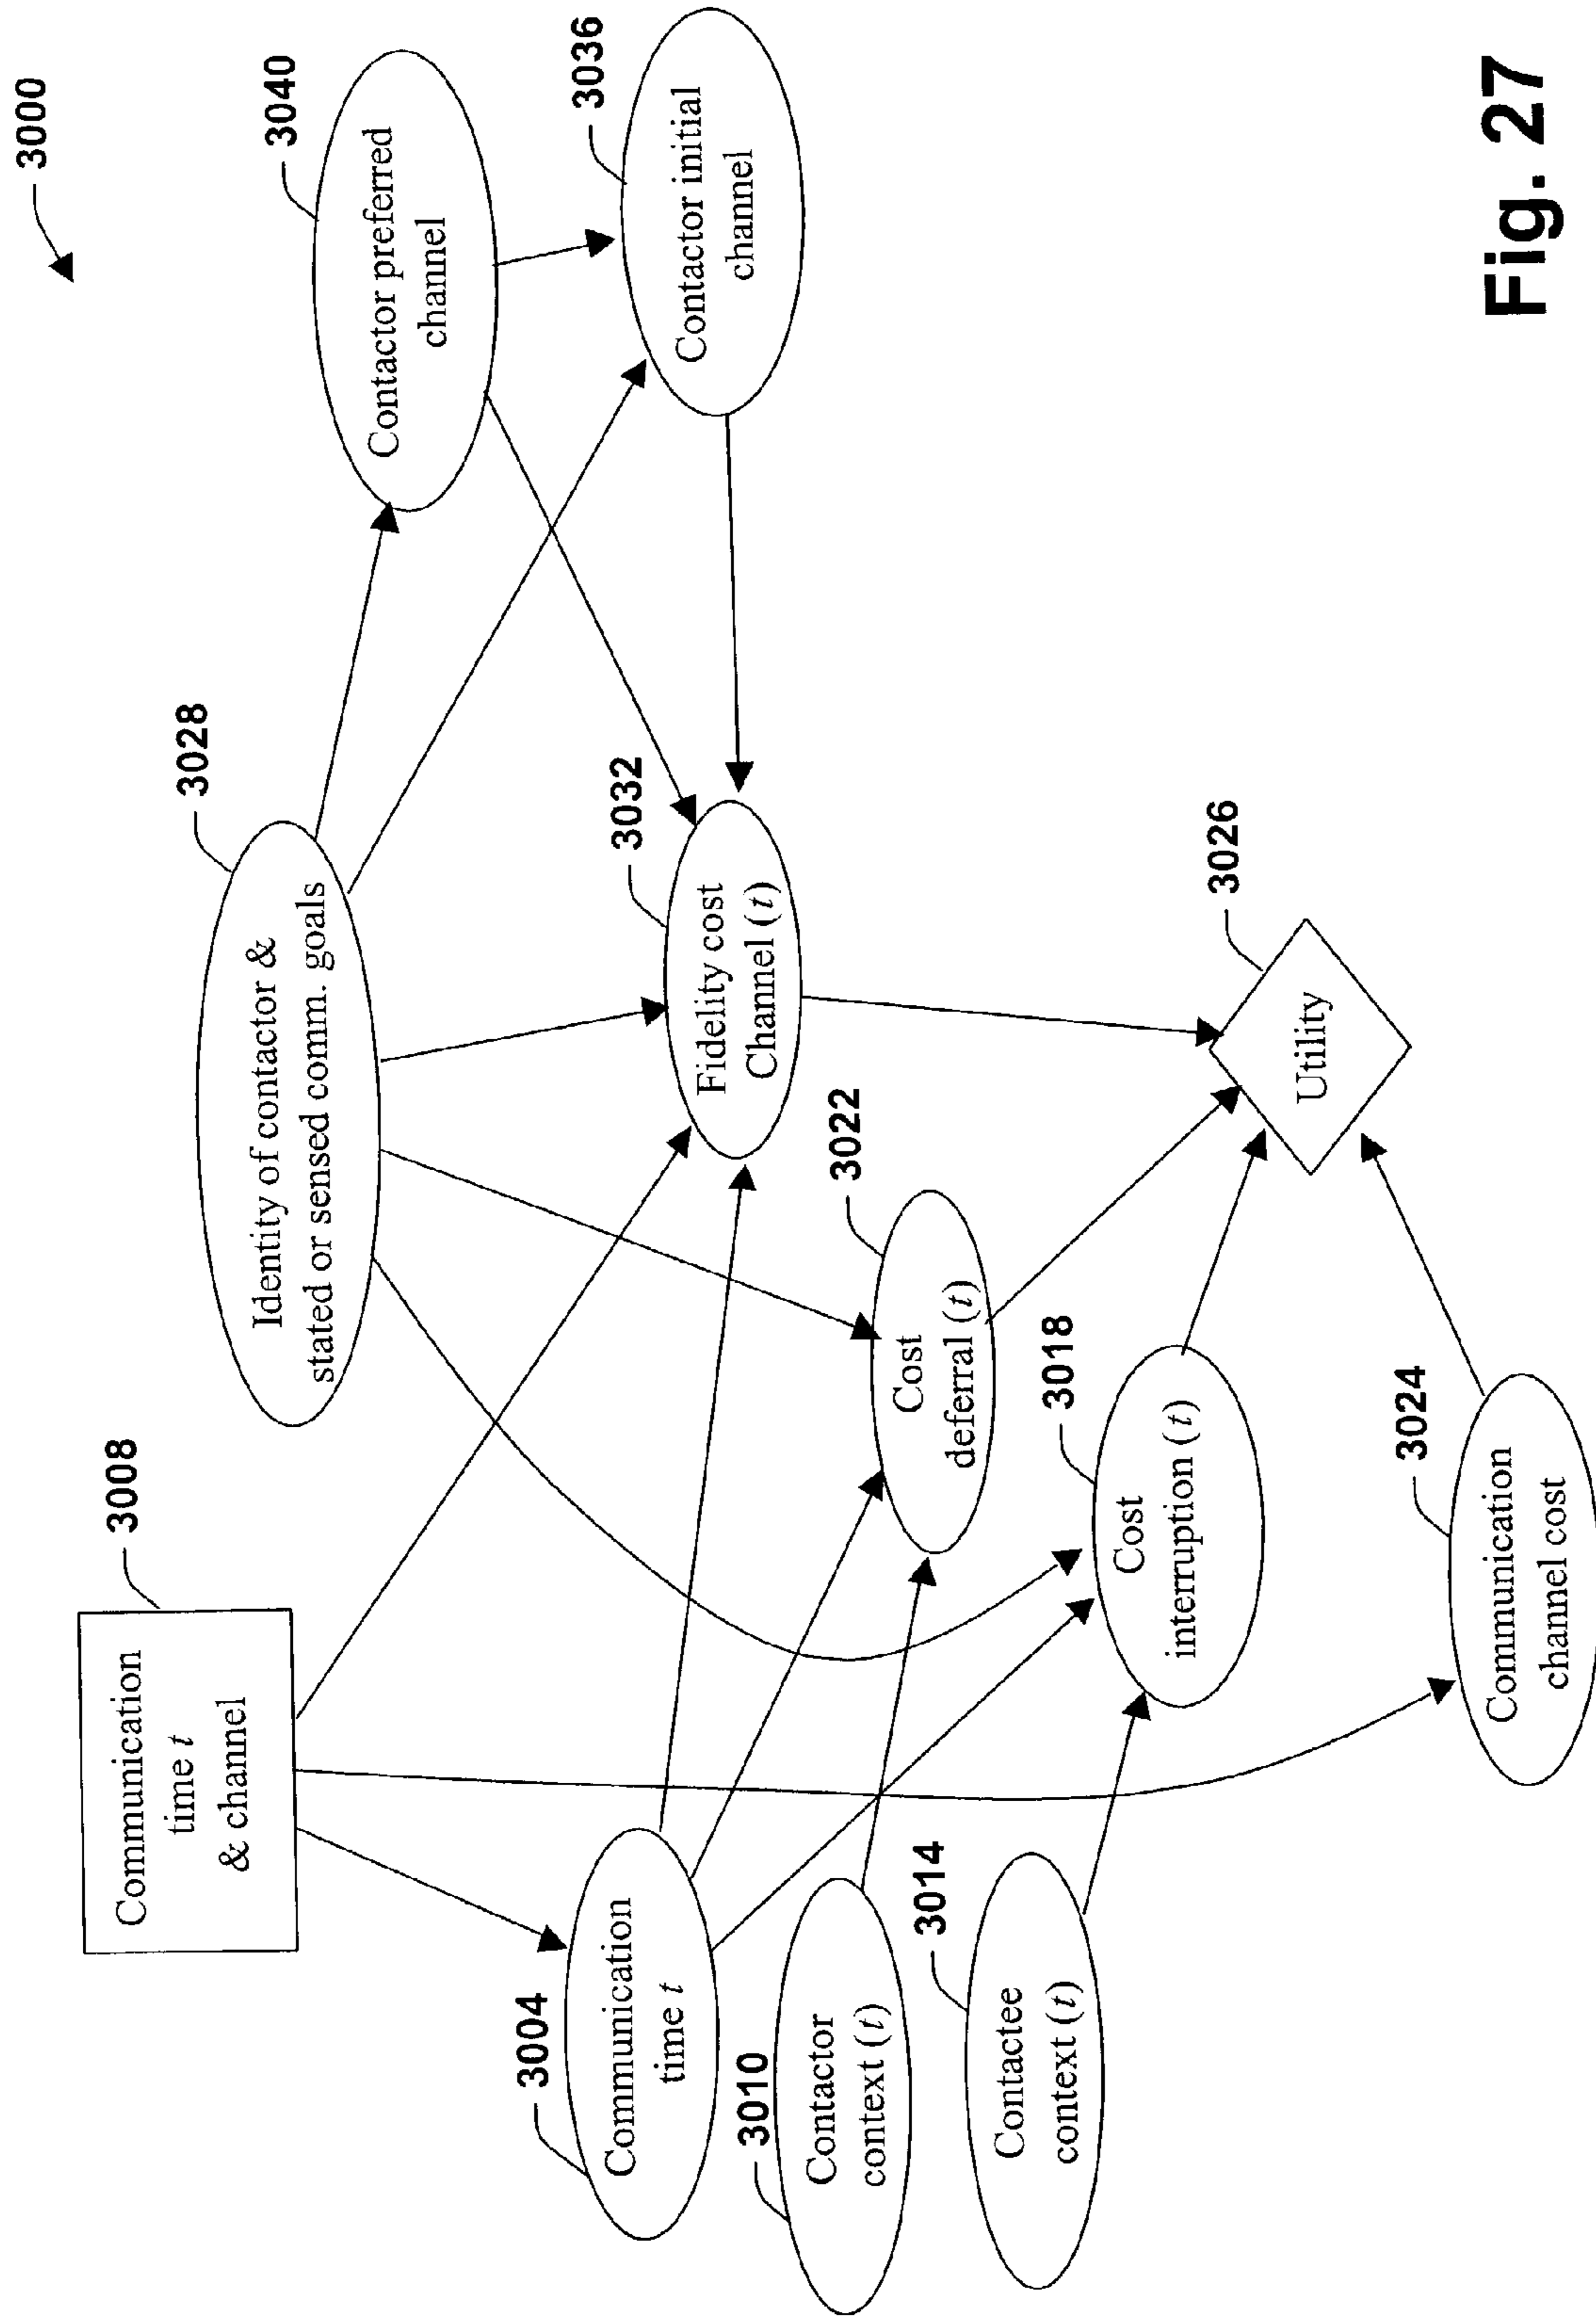 3000
3008
Communication
time t
& channel
3028
Identity of contactor &
stated or sensed comm. goals
3040
Contactor preferred
channel
3036
Contactor initial
channel
3004
Communication
time t
3032
Fidelity cost
Channel (t)
3010
Contactor
context (t)
3022
Cost
deferral (t)
3014
Contactee
context (t)
3018
Cost
interruption (t)
3026
Utility
3024
Communication
channel cost
Fig. 27